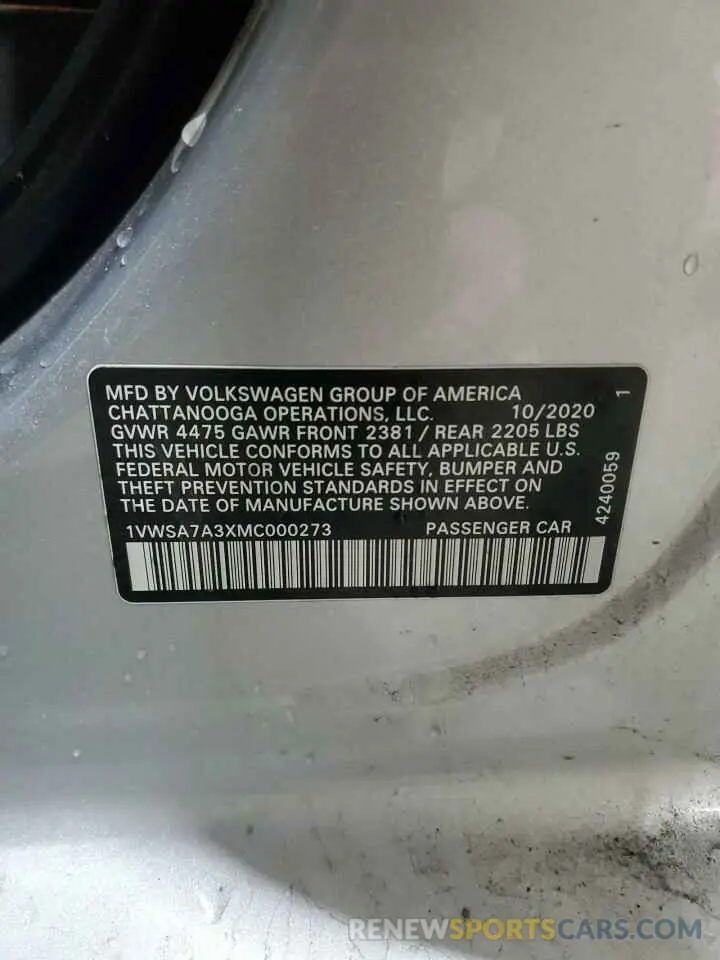 MFD BY VOLKSWAGEN GROUP OF AMERICA
CHATTANOOGA OPERATIONS, LLC. 10/2020
GVWR 4475 GAWR FRONT 2381 / REAR 2205 LBS
THIS VEHICLE CONFORMS TO ALL APPLICABLE U.S.
FEDERAL MOTOR VEHICLE SAFETY, BUMPER AND
THEFT PREVENTION STANDARDS IN EFFECT ON
THE DATE OF MANUFACTURE SHOWN ABOVE.
1VWSA7A3XMC000273 PASSENGER CAR
4240059 1
RENEWSPORTSCARS.COM